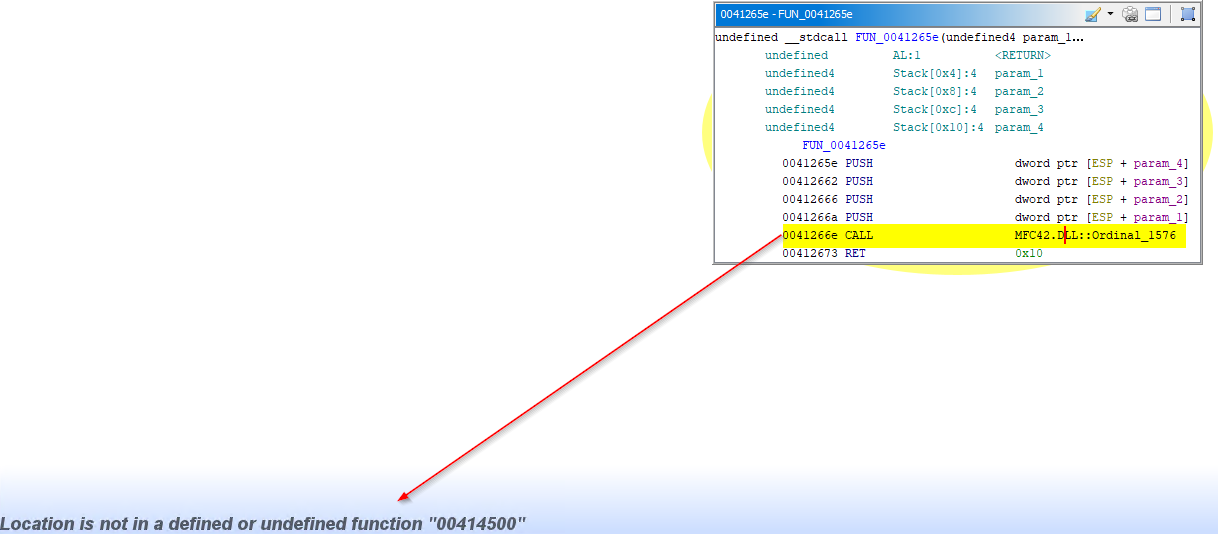 0041265e - FUN_0041265e
undefined __stdcall FUN_0041265e(undefined4 param_1...
undefined AL:1 <RETURN>
undefined4 Stack[0x4]:4 param_1
undefined4 Stack[0x8]:4 param_2
undefined4 Stack[0xc]:4 param_3
undefined4 Stack[0x10]:4 param_4
FUN_0041265e
0041265e PUSH dword ptr [ESP + param_4]
00412662 PUSH dword ptr [ESP + param_3]
00412666 PUSH dword ptr [ESP + param_2]
0041266a PUSH dword ptr [ESP + param_1]
0041266e CALL MFC42.DLL::Ordinal_1576
00412673 RET 0x10
Location is not in a defined or undefined function "00414500"